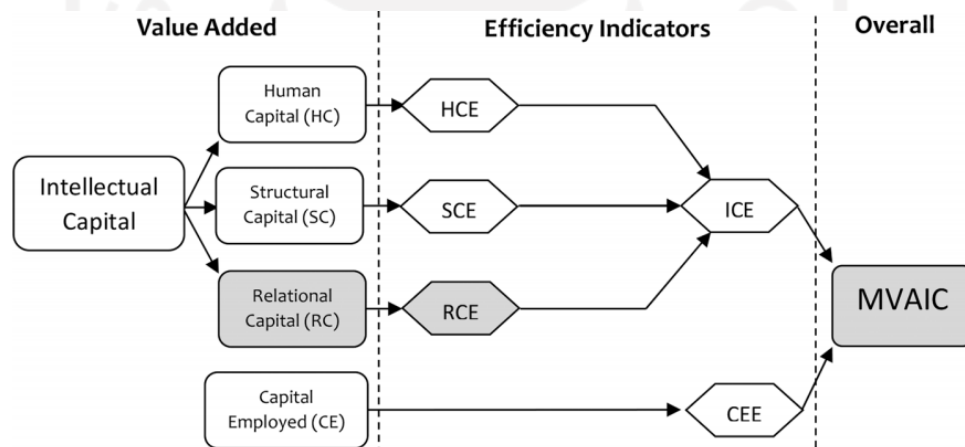 Value Added
Efficiency Indicators
Overall
Human
Capital (HC)
HCE
Intellectual
Capital
Structural
Capital (SC)
SCE
ICE
Relational
Capital (RC)
RCE
MVAIC
Capital
Employed (CE)
CEE